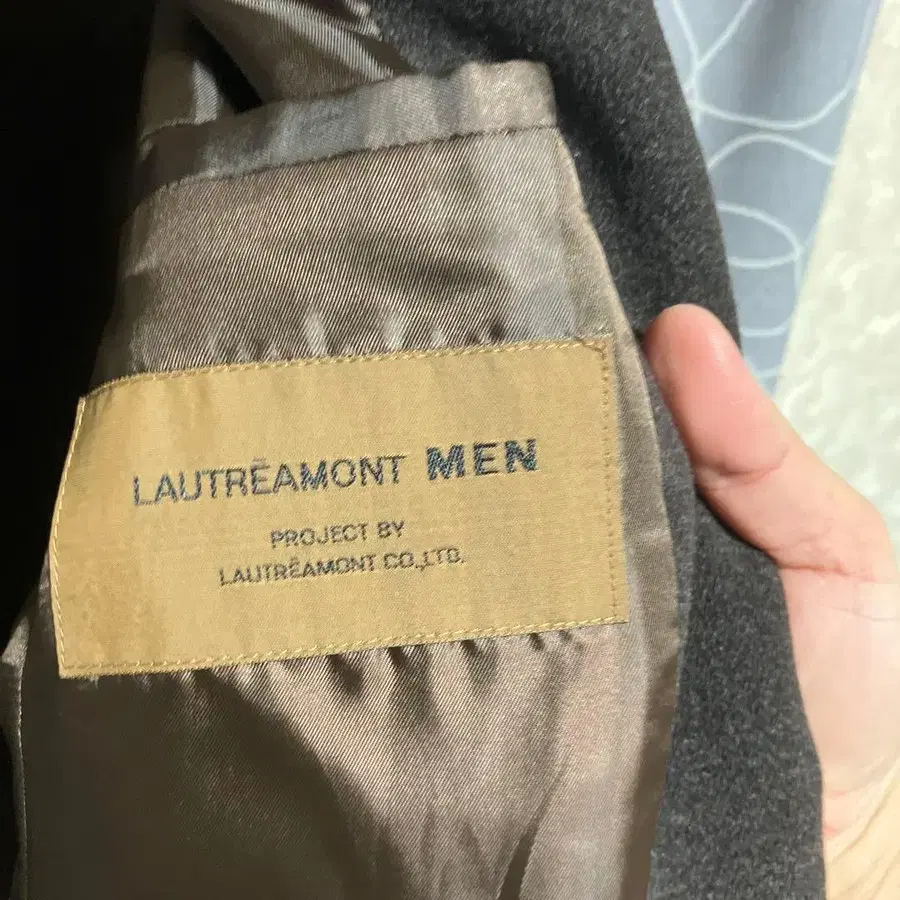 LAUTRĒAMONT MEN
PROJECT BY
LAUTRĒAMONT CO.,LTD.